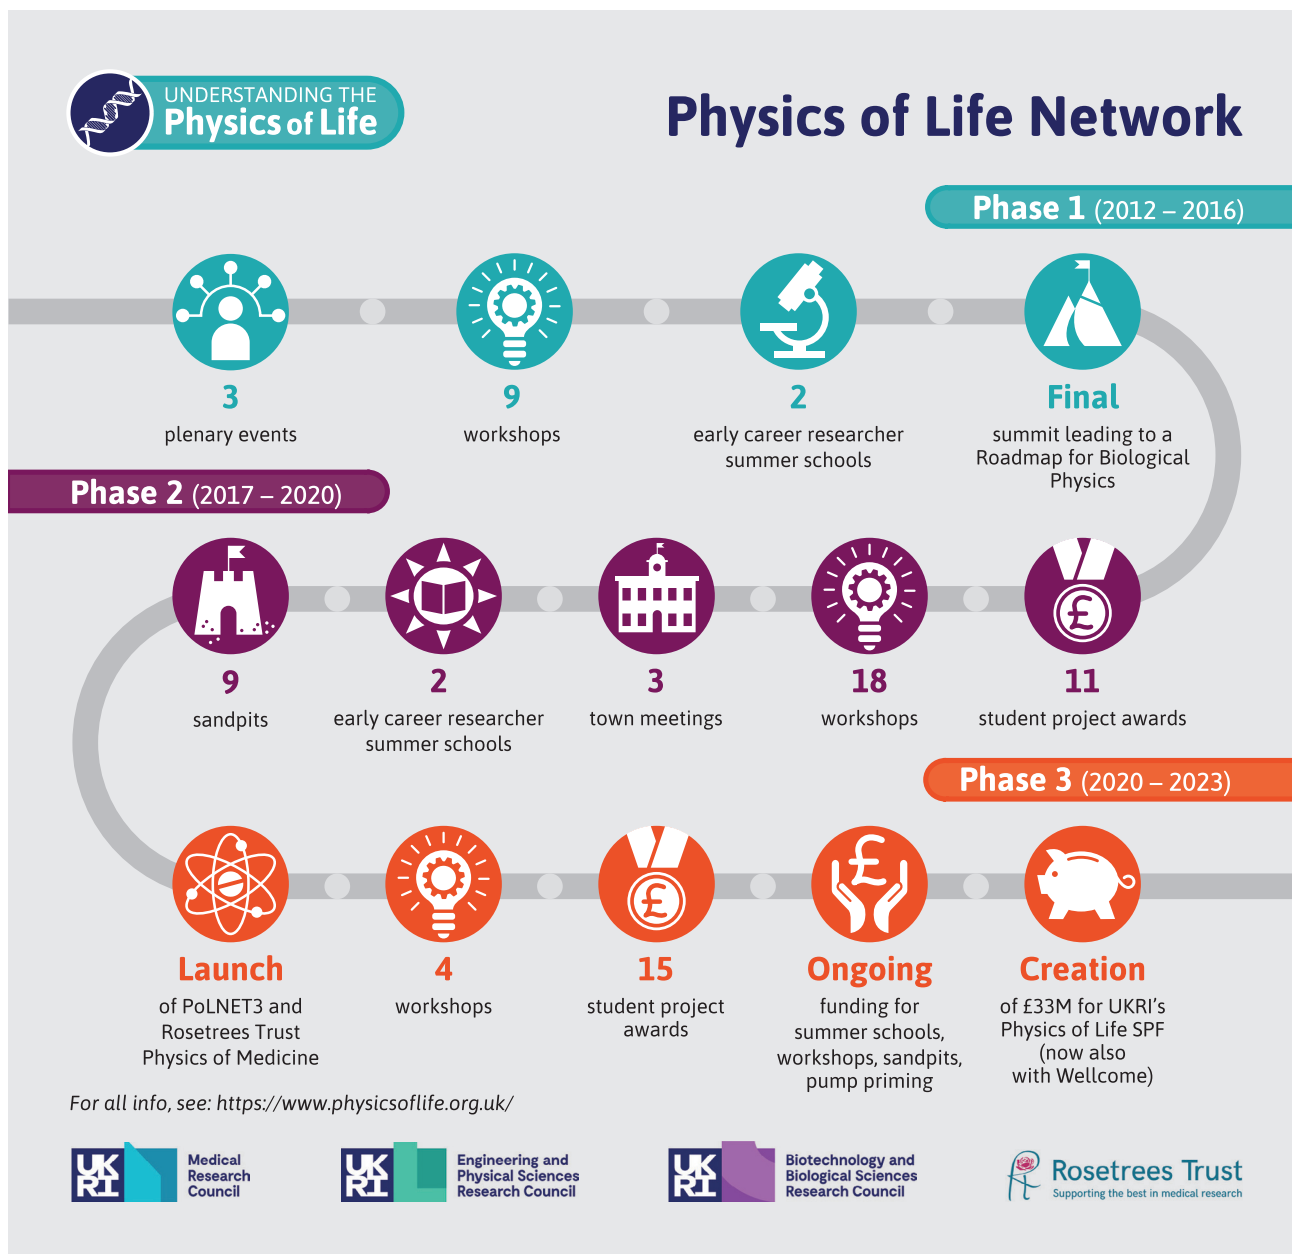 UNDERSTANDING THE
Physics of Life
Physics of Life Network
Phase 1 (2012 – 2016)
3
plenary events
9
workshops
2
early career researcher
summer schools
Final
summit leading to a
Roadmap for Biological
Physics
Phase 2 (2017 – 2020)
£
9
sandpits
2
early career researcher
summer schools
3
town meetings
18
workshops
11
student project awards
Phase 3 (2020 – 2023)
£
£
Launch
of PoLNET3 and
Rosetrees Trust
Physics of Medicine
4
workshops
15
student project
awards
Ongoing
funding for
summer schools,
workshops, sandpits,
pump priming
Creation
of £33M for UKRI’s
Physics of Life SPF
(now also
with Wellcome)
For all info, see: https://www.physicsoflife.org.uk/
UK
RI
Medical
Research
Council
UK
RI
Engineering and
Physical Sciences
Research Council
UK
RI
Biotechnology and
Biological Sciences
Research Council
Rosetrees Trust
Supporting the best in medical research